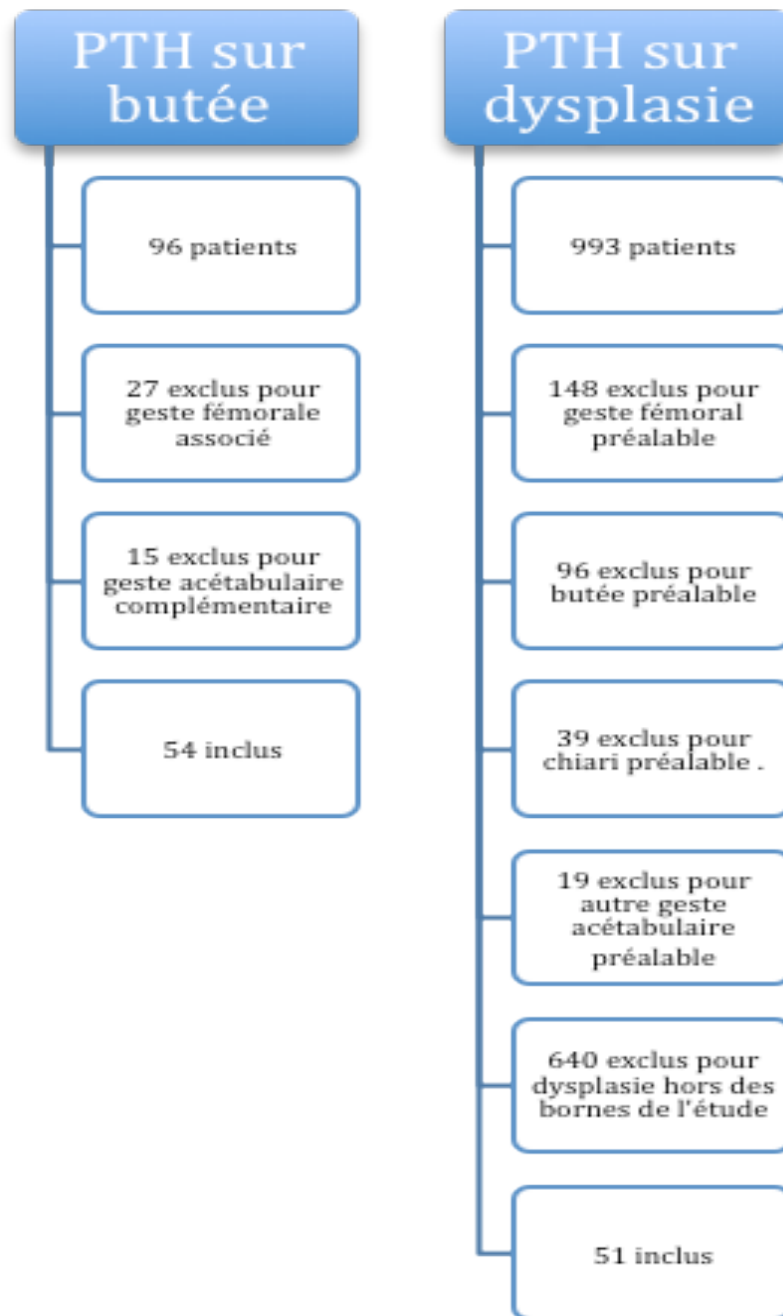 PTH sur
butée
96 patients
27 exclus pour
geste fémorale
associé
15 exclus pour
geste acétabulaire
complémentaire
54 inclus
PTH sur
dysplasie
993 patients
148 exclus pour
geste fémoral
préalable
96 exclus pour
butée préalable
39 exclus pour
chiari préalable .
19 exclus pour
autre geste
acétabulaire
préalable
640 exclus pour
dysplasie hors des
bornes de l'étude
51 inclus